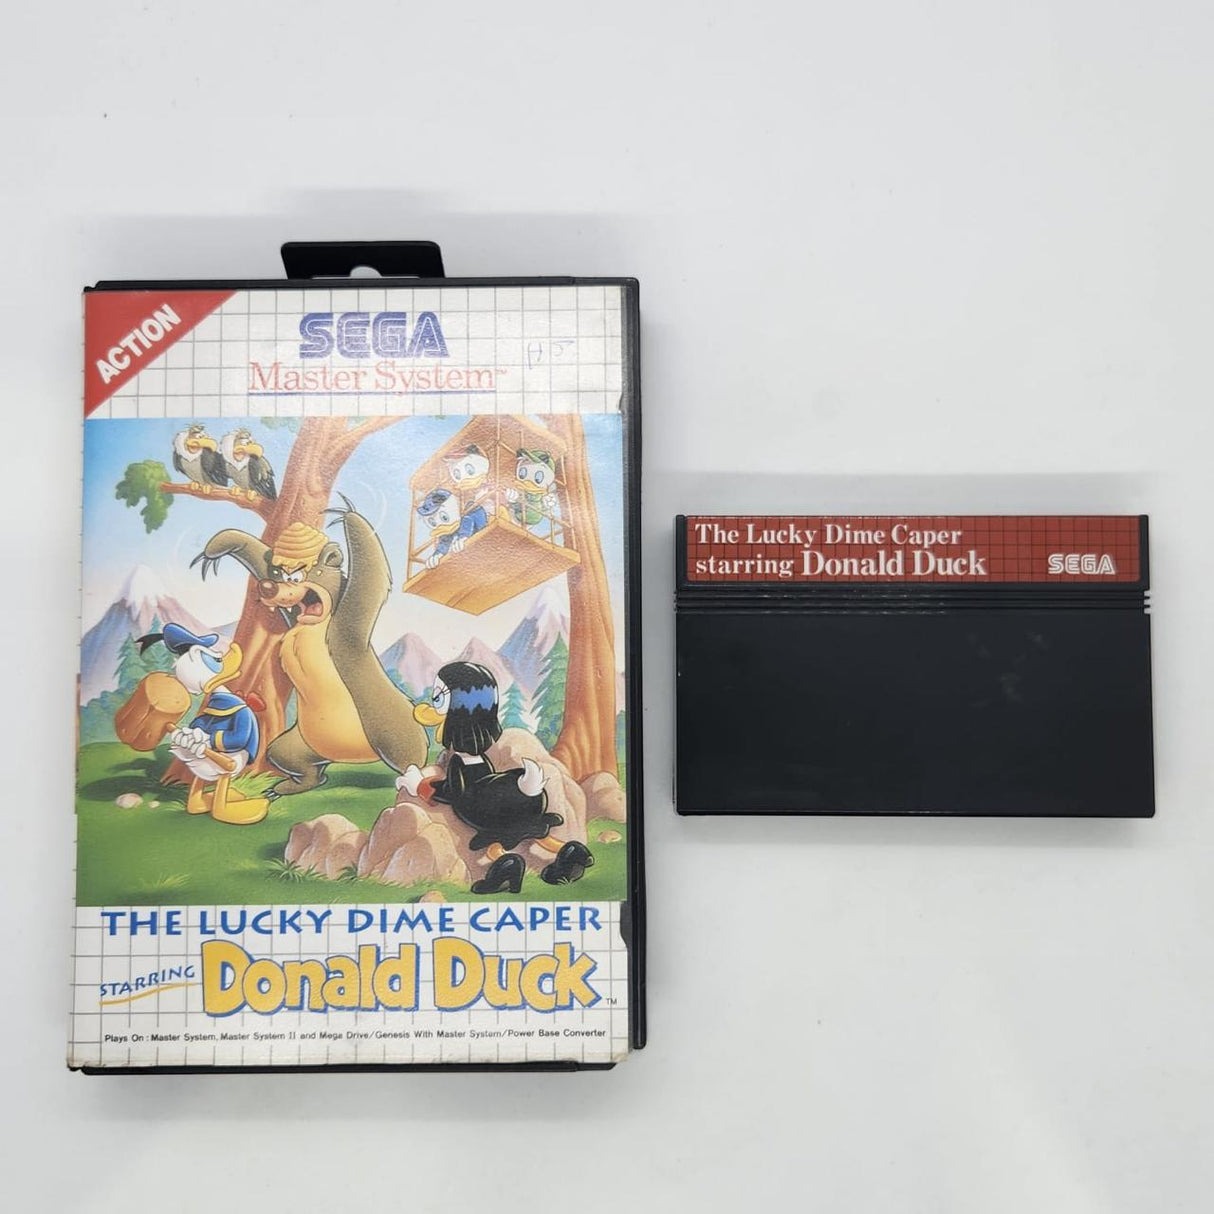 ACTION
SEGA
Master System™
THE LUCKY DIME CAPER
STARRING Donald Duck™
Plays On : Master System, Master System II and Mega Drive/Genesis With Master System/Power Base Converter
The Lucky Dime Caper
starring Donald Duck
SEGA